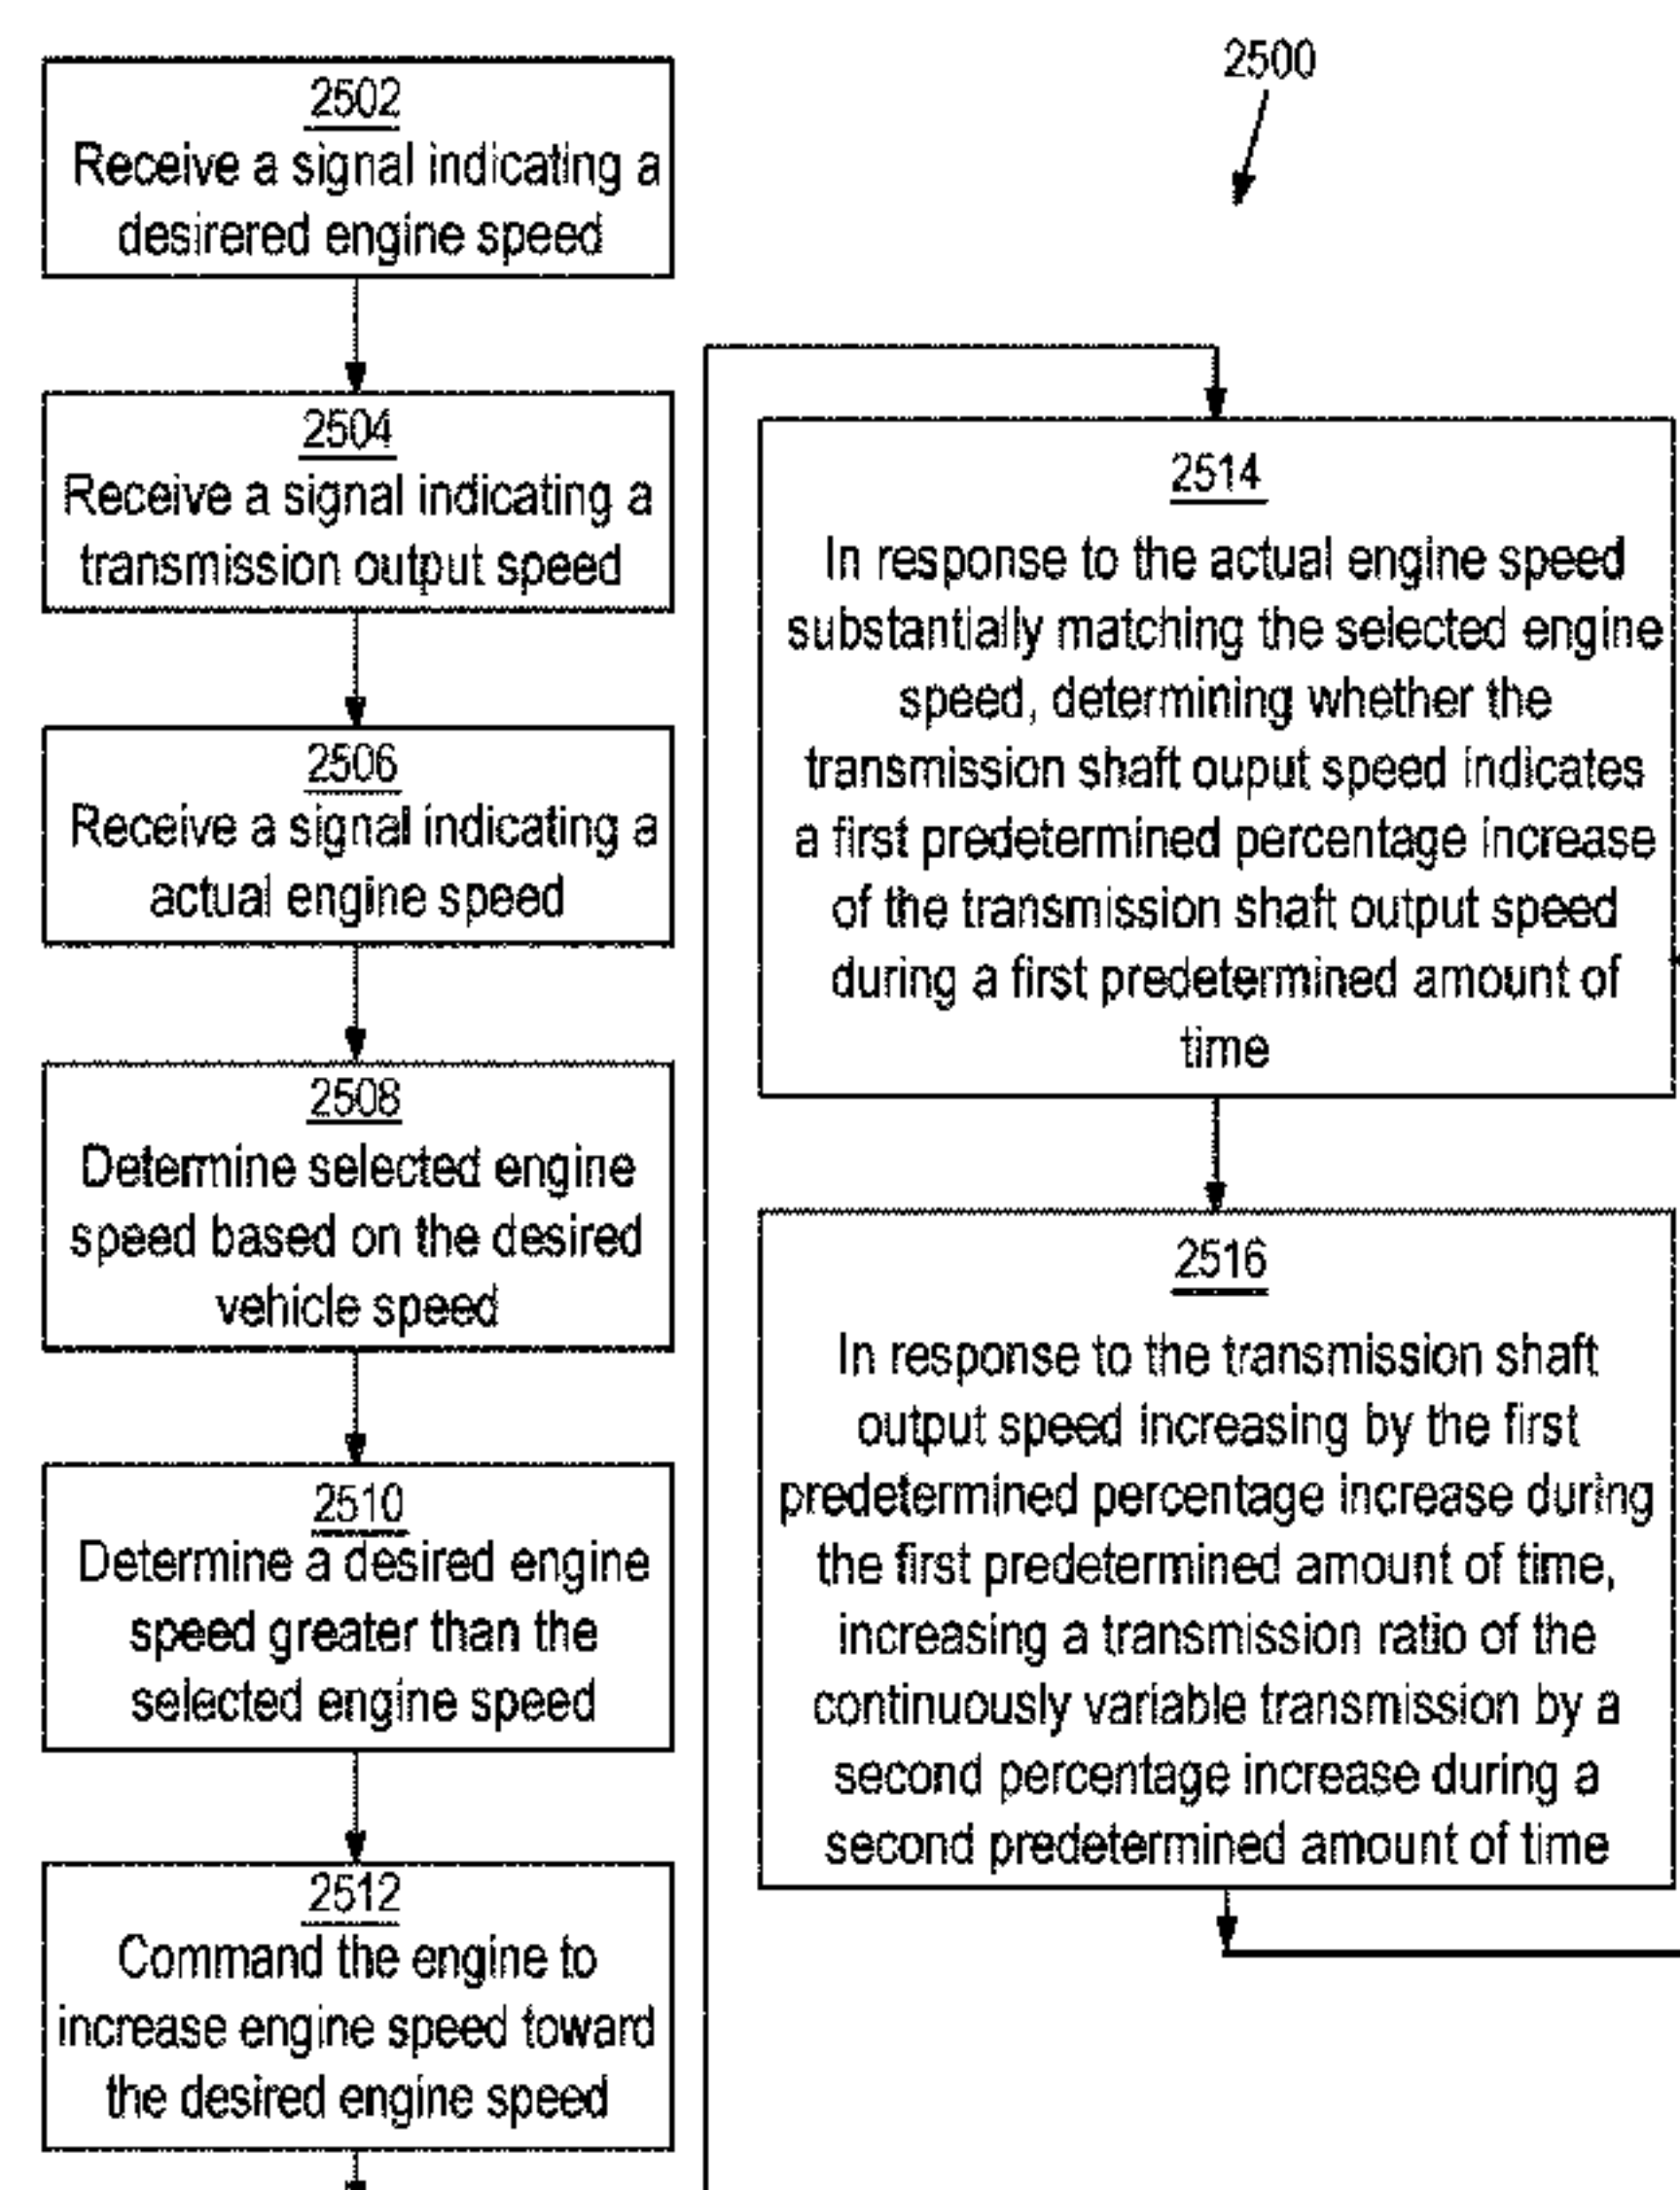 2502
Receive a signal indicating a
desirered engine speed
2504
Receive a signal indicating a
transmission output speed
2506
Receive a signal indicating a
actual engine speed
2508
Determine selected engine
speed based on the desired
vehicle speed
2510
Determine a desired engine
speed greater than the
selected engine speed
2512
Command the engine to
increase engine speed toward
the desired engine speed
2500
2514
In response to the actual engine speed
substantially matching the selected engine
speed, determining whether the
transmission shaft ouput speed indicates
a first predetermined percentage increase
of the transmission shaft output speed
during a first predetermined amount of
time
2516
In response to the transmission shaft
output speed increasing by the first
predetermined percentage increase during
the first predetermined amount of time,
increasing a transmission ratio of the
continuously variable transmission by a
second percentage increase during a
second predetermined amount of time